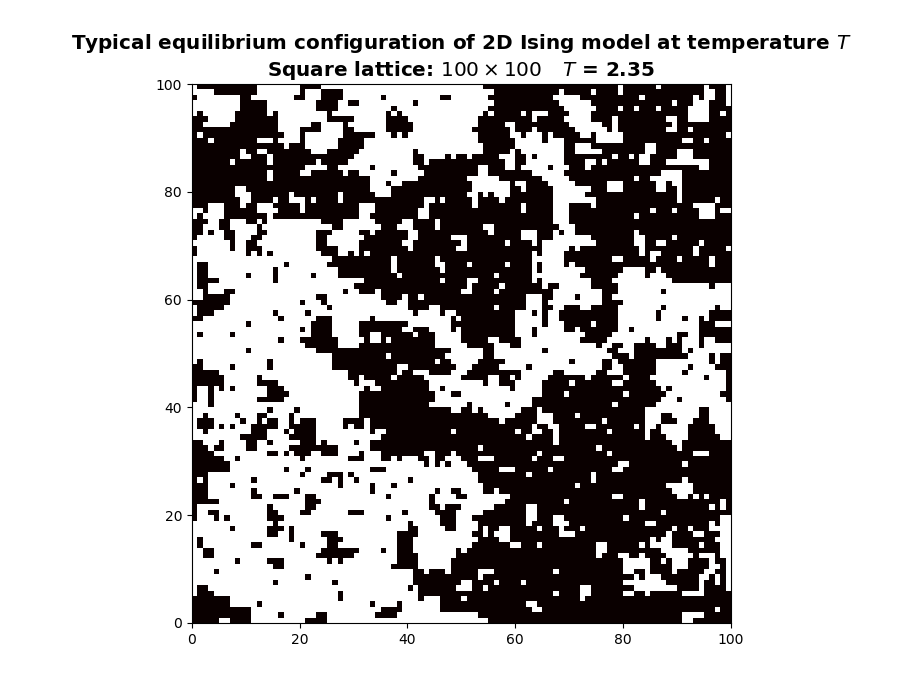 Typical equilibrium configuration of 2D Ising model at temperature T
Square lattice: 100 × 100 T = 2.35
100
80
60
40
20
0
0 20 40 60 80 100